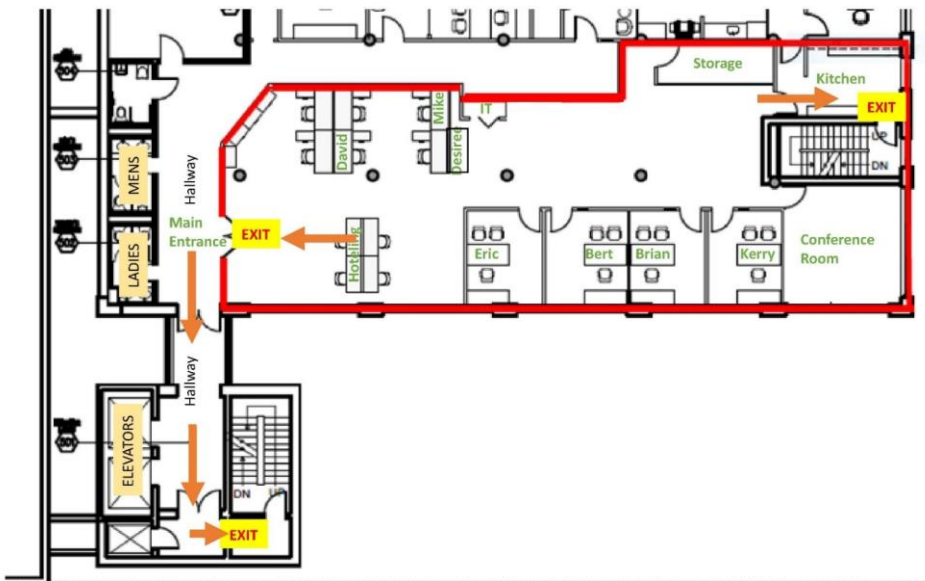 Storage
Kitchen
EXIT
UP
DN
IT
Mike
Desiree
David
MENS
Hallway
Main
Entrance
EXIT
LADIES
Hoteling
Eric
Bert
Brian
Kerry
Conference
Room
Hallway
ELEVATORS
DN
UP
EXIT